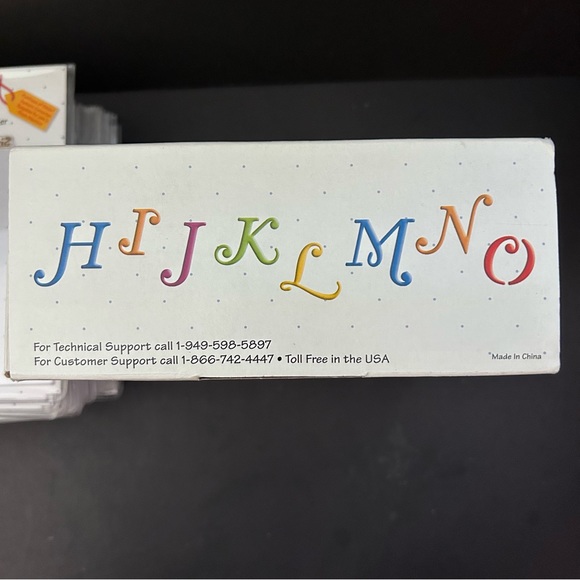 H I J K L M N O
For Technical Support call 1-949-598-5897
For Customer Support call 1-866-742-4447 • Toll Free in the USA
Made In China